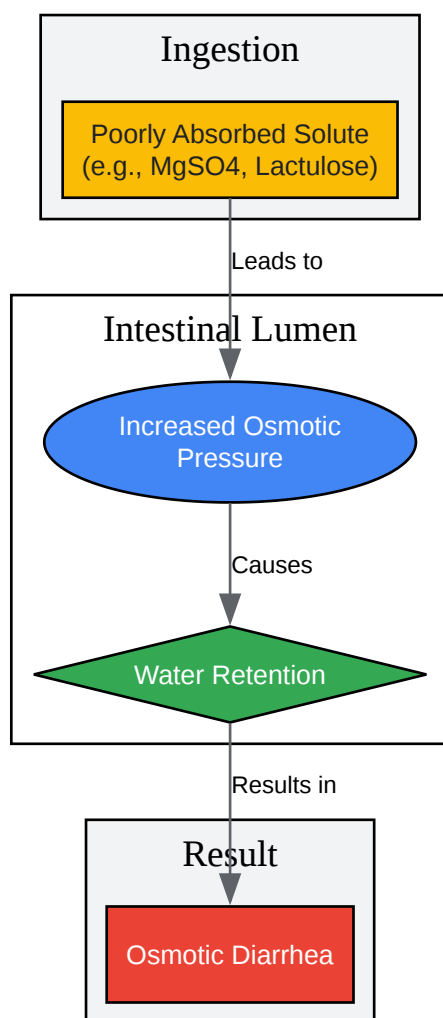 Ingestion
Poorly Absorbed Solute
(e.g., MgSO4, Lactulose)
Leads to
Intestinal Lumen
Increased Osmotic
Pressure
Causes
Water Retention
Results in
Result
Osmotic Diarrhea